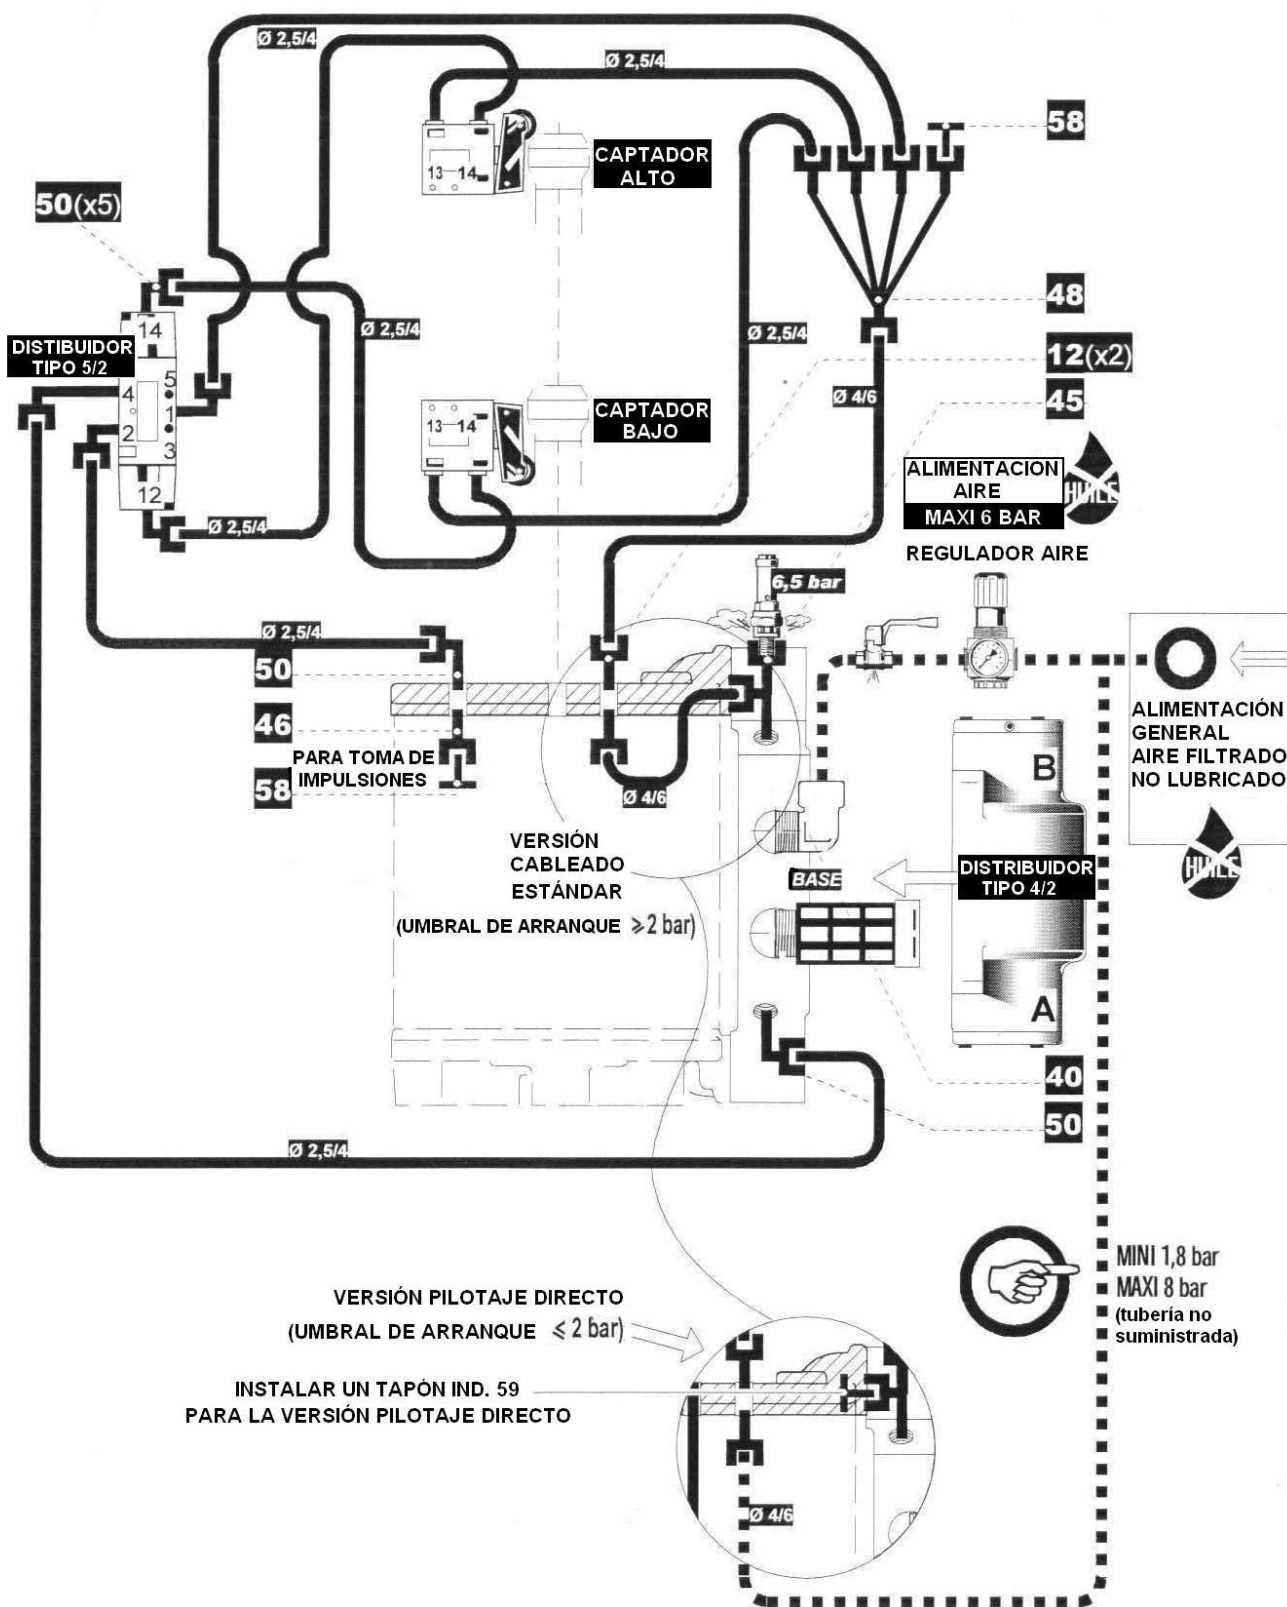 Ø 2,5/4
Ø 2,5/4
58
CAPTADOR
ALTO
13 14
50(x5)
48
14
Ø 2,5/4
Ø 2,5/4
DISTIBUIDOR
TIPO 5/2
12(x2)
5
4
1
2
3
12
Ø 4/6
45
CAPTADOR
BAJO
13 14
ALIMENTACION
AIRE
MAXI 6 BAR
HUILE
Ø 2,5/4
REGULADOR AIRE
6,5 bar
Ø 2,5/4
50
46
PARA TOMA DE
IMPULSIONES
58
Ø 4/6
ALIMENTACIÓN
GENERAL
AIRE FILTRADO
NO LUBRICADO
HUILE
B
VERSIÓN
CABLEADO
ESTÁNDAR
(UMBRAL DE ARRANQUE ⩾2 bar)
BASE
DISTRIBUIDOR
TIPO 4/2
A
40
50
Ø 2,5/4
MINI 1,8 bar
MAXI 8 bar
(tubería no
suministrada)
VERSIÓN PILOTAJE DIRECTO
(UMBRAL DE ARRANQUE ⩽ 2 bar)
INSTALAR UN TAPÓN IND. 59
PARA LA VERSIÓN PILOTAJE DIRECTO
Ø 4/6